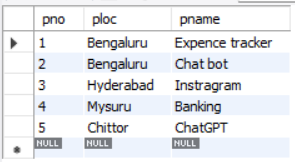 pno ploc pname
1 Bengaluru Expence tracker
2 Bengaluru Chat bot
3 Hyderabad Instragram
4 Mysuru Banking
5 Chittor ChatGPT
NULL NULL NULL